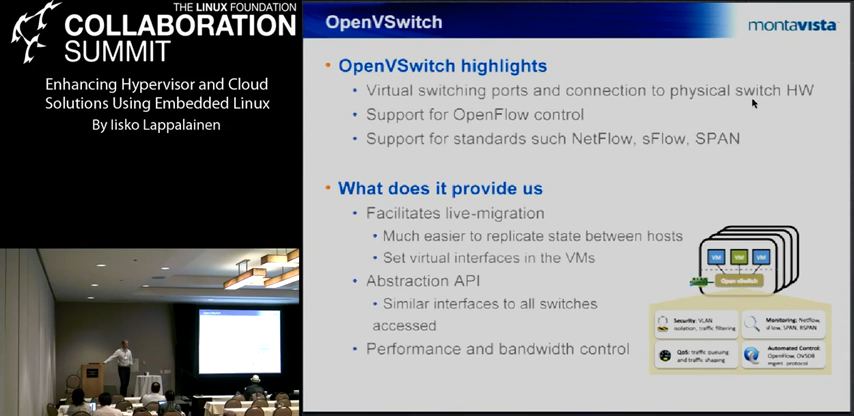 THE LINUX FOUNDATION
COLLABORATION
SUMMIT
Enhancing Hypervisor and Cloud
Solutions Using Embedded Linux
By Iisko Lappalainen
OpenVSwitch
montavista
OpenVSwitch highlights
Virtual switching ports and connection to physical switch HW
Support for OpenFlow control
Support for standards such NetFlow, sFlow, SPAN
What does it provide us
Facilitates live-migration
Much easier to replicate state between hosts
Set virtual interfaces in the VMs
Abstraction API
Similar interfaces to all switches
accessed
Performance and bandwidth control
VM VM VM
Open vSwitch
Security: VLAN
isolation, traffic filtering
Monitoring: Netflow,
sFlow, SPAN, RSPAN
QoS: traffic queuing
and traffic shaping
Automated Control:
OpenFlow, OVSDB
mgmt. protocol